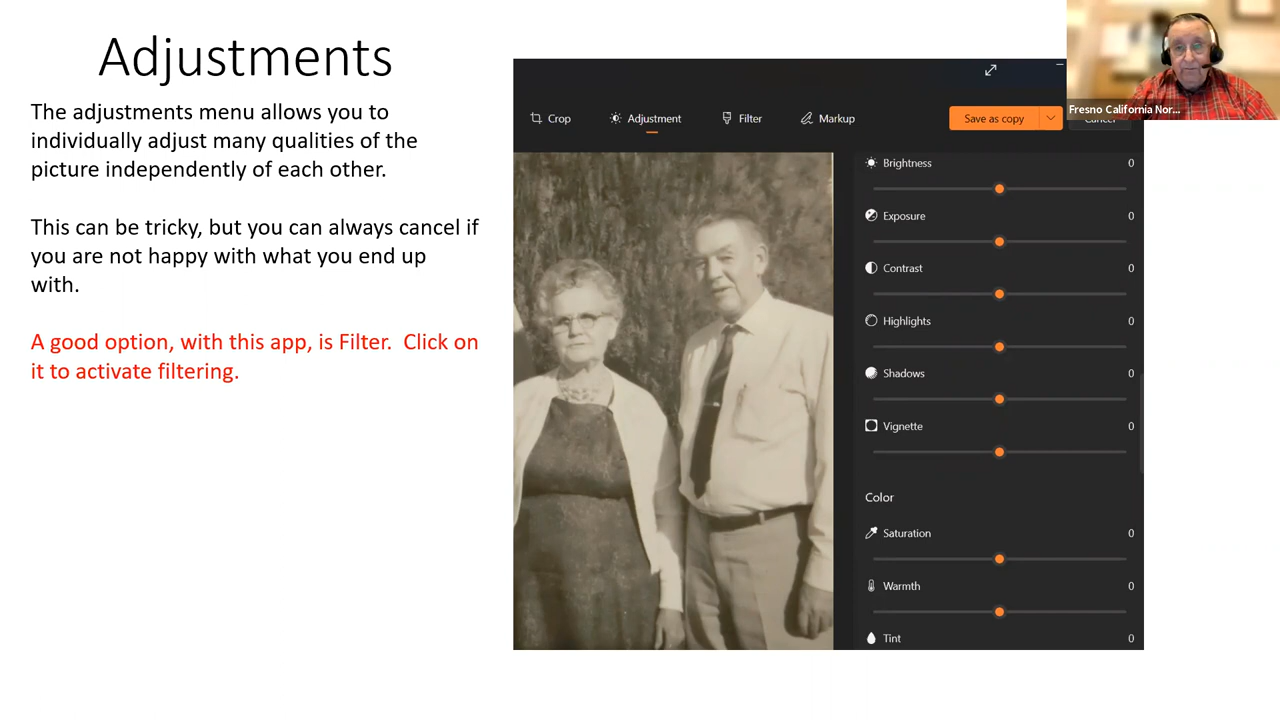 Adjustments
The adjustments menu allows you to
individually adjust many qualities of the
picture independently of each other.
This can be tricky, but you can always cancel if
you are not happy with what you end up
with.
A good option, with this app, is Filter.  Click on
it to activate filtering.
Crop
Adjustment
Filter
Markup
Save as copy
Cancel
Brightness 0
Exposure 0
Contrast 0
Highlights 0
Shadows 0
Vignette 0
Color
Saturation 0
Warmth 0
Tint 0
Fresno California Nor...